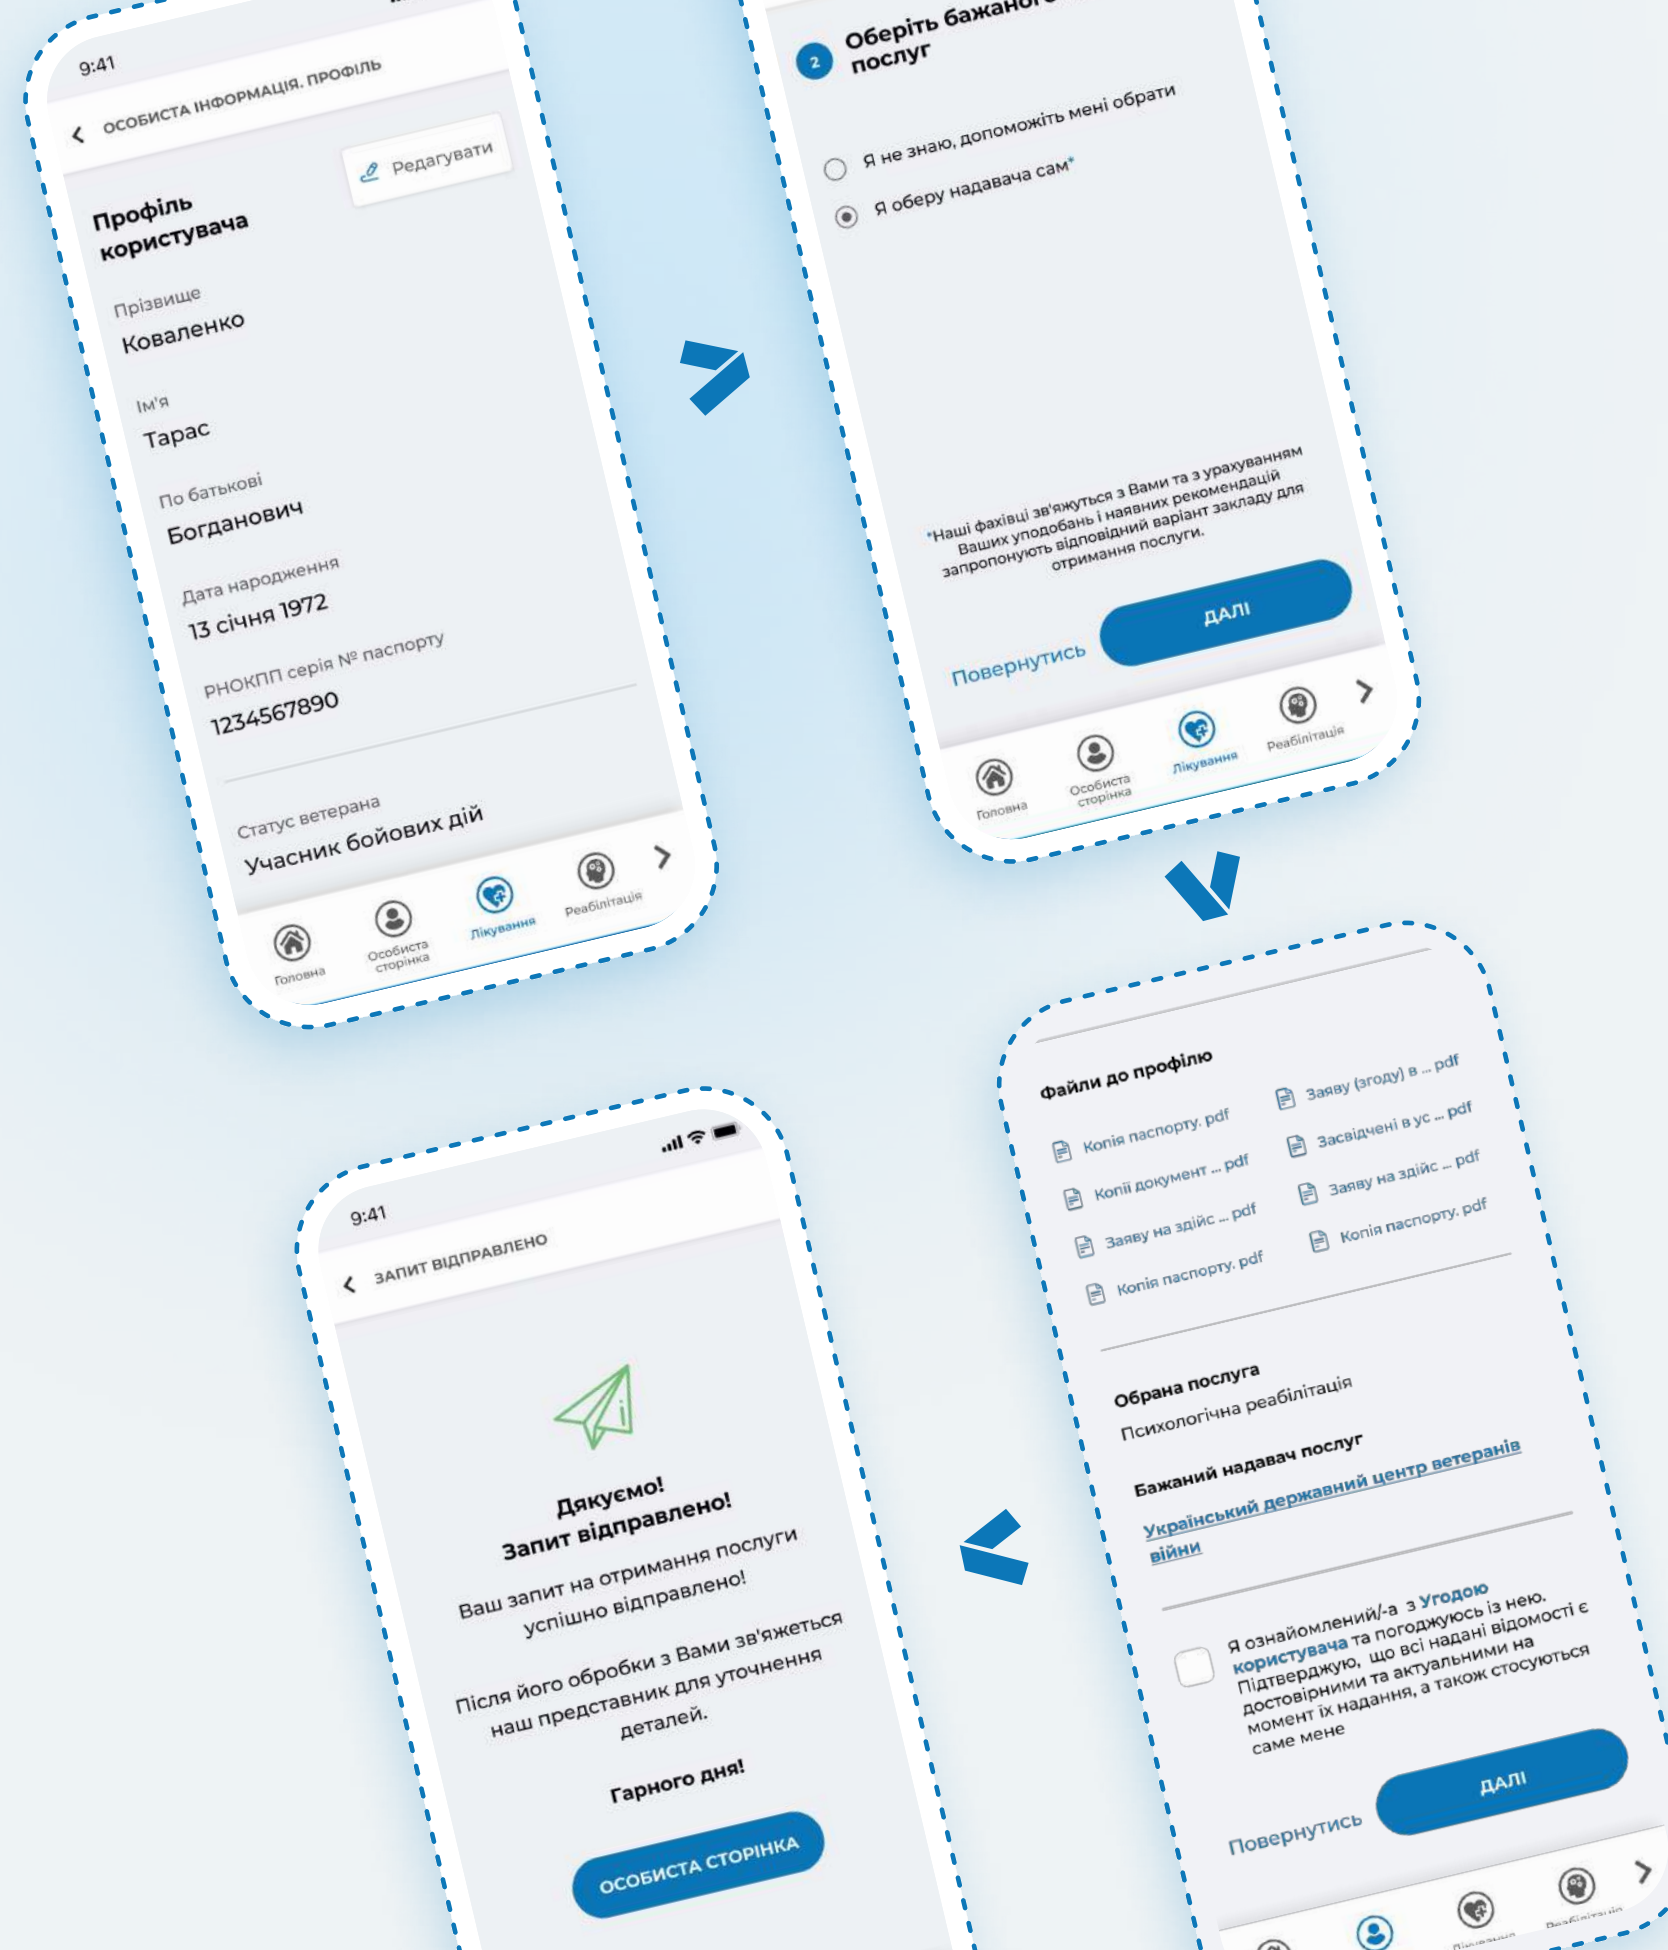 9:41
ОСОБИСТА ІНФОРМАЦІЯ. ПРОФІЛЬ
Редагувати
Профіль
користувача
Прізвище
Коваленко
Ім'я
Тарас
По батькові
Богданович
Дата народження
13 січня 1972
РНОКПП серія № паспорту
1234567890
Статус ветерана
Учасник бойових дій
Головна
Особиста
сторінка
Лікування
Реабілітація
2
Оберіть бажаного
послуг
Я не знаю, допоможіть мені обрати
Я оберу надавача сам*
*Наші фахівці зв'яжуться з Вами та з урахуванням
Ваших уподобань і наявних рекомендацій
запропонують відповідний варіант закладу для
отримання послуги.
Повернутись
ДАЛІ
Головна
Особиста
сторінка
Лікування
Реабілітація
Файли до профілю
Копія паспорту. pdf
Заяву (згоду) в ... pdf
Копії документ ... pdf
Засвідчені в ус ... pdf
Заяву на здійс ... pdf
Заяву на здійс ... pdf
Копія паспорту. pdf
Копія паспорту. pdf
Обрана послуга
Психологічна реабілітація
Бажаний надавач послуг
Український державний центр ветеранів
війни
Я ознайомлений/-а з Угодою
користувача та погоджуюсь із нею.
Підтверджую, що всі надані відомості є
достовірними та актуальними на
момент їх надання, а також стосуються
саме мене
Повернутись
ДАЛІ
Лікування
Реабілітація
9:41
ЗАПИТ ВІДПРАВЛЕНО
Дякуємо!
Запит відправлено!
Ваш запит на отримання послуги
успішно відправлено!
Після його обробки з Вами зв'яжеться
наш представник для уточнення
деталей.
Гарного дня!
ОСОБИСТА СТОРІНКА